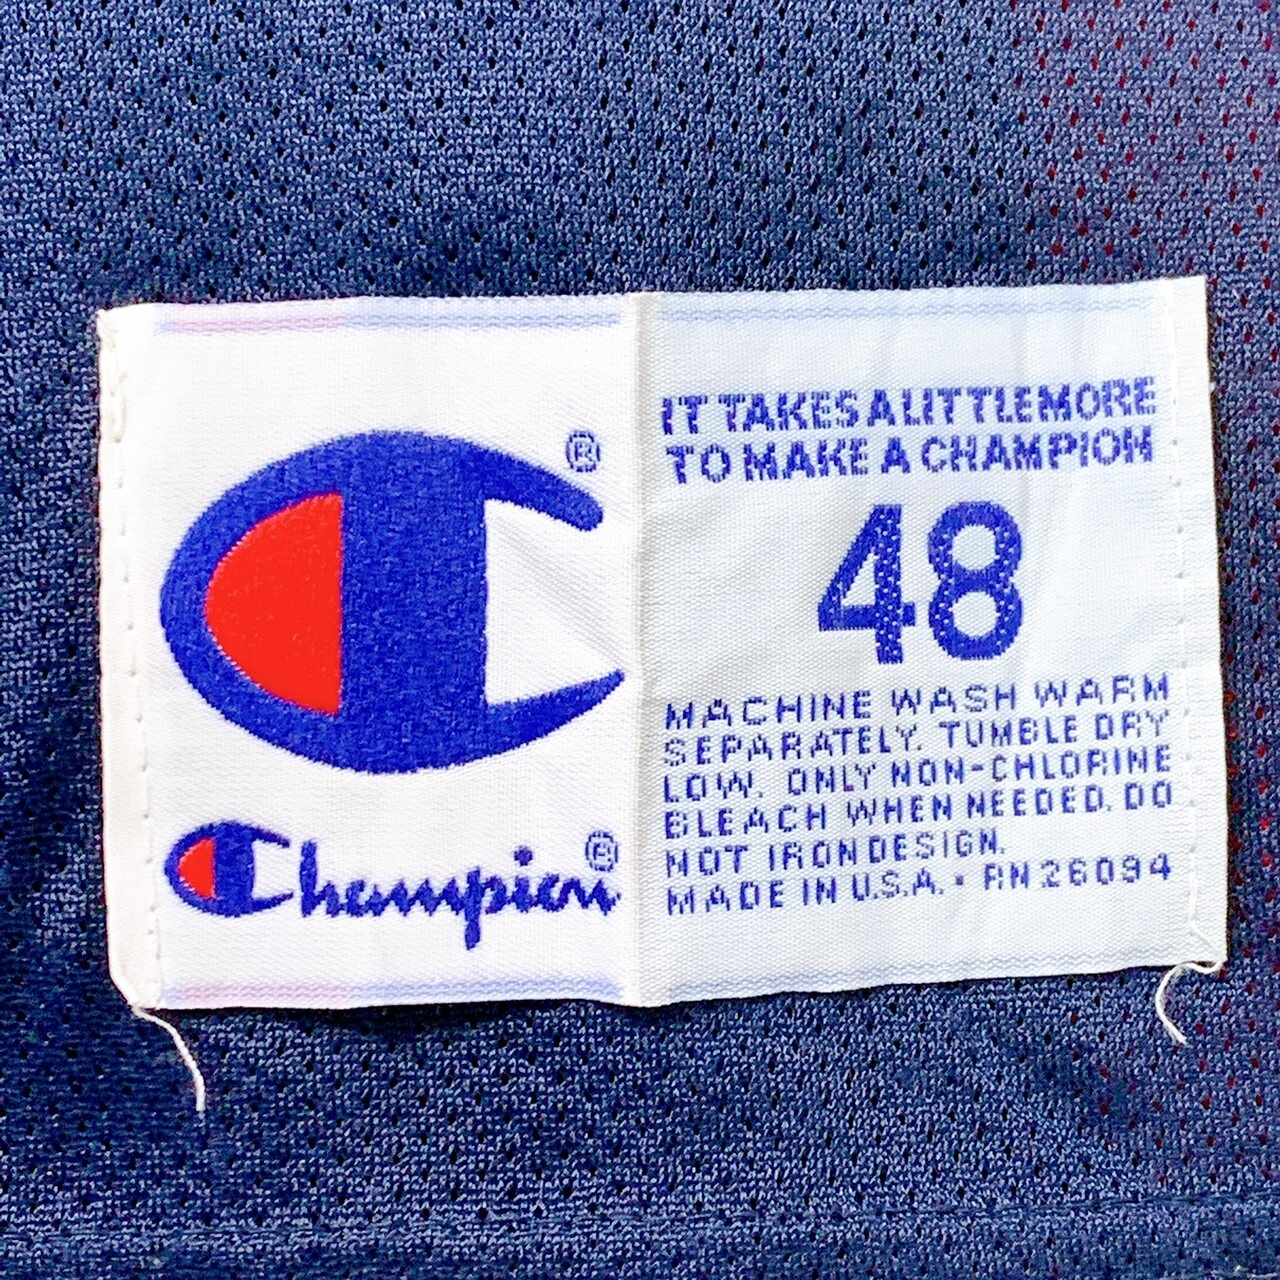 ®
Champion®
IT TAKES A LITTLE MORE
TO MAKE A CHAMPION
48
MACHINE WASH WARM
SEPARATELY. TUMBLE DRY
LOW. ONLY NON-CHLORINE
BLEACH WHEN NEEDED. DO
NOT IRON DESIGN.
MADE IN U.S.A. • RN 26094